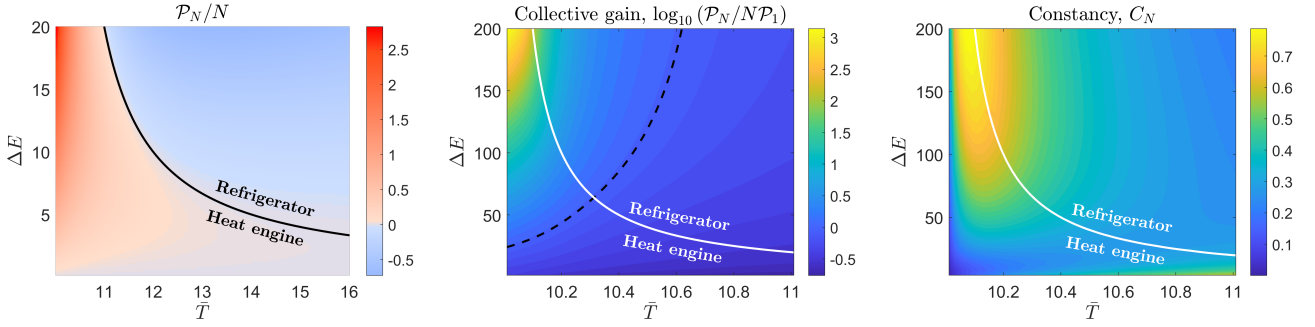 𝒫_N/N
20
15
10
5
ΔE
11 12 13 14 15 16
T̄
Refrigerator
Heat engine
2.5
2
1.5
1
0.5
0
-0.5
Collective gain, log₁₀ (𝒫_N/N𝒫₁)
200
150
100
50
ΔE
10.2 10.4 10.6 10.8 11
T̄
Refrigerator
Heat engine
3
2.5
2
1.5
1
0.5
0
-0.5
Constancy, C_N
200
150
100
50
ΔE
10.2 10.4 10.6 10.8 11
T̄
Refrigerator
Heat engine
0.7
0.6
0.5
0.4
0.3
0.2
0.1